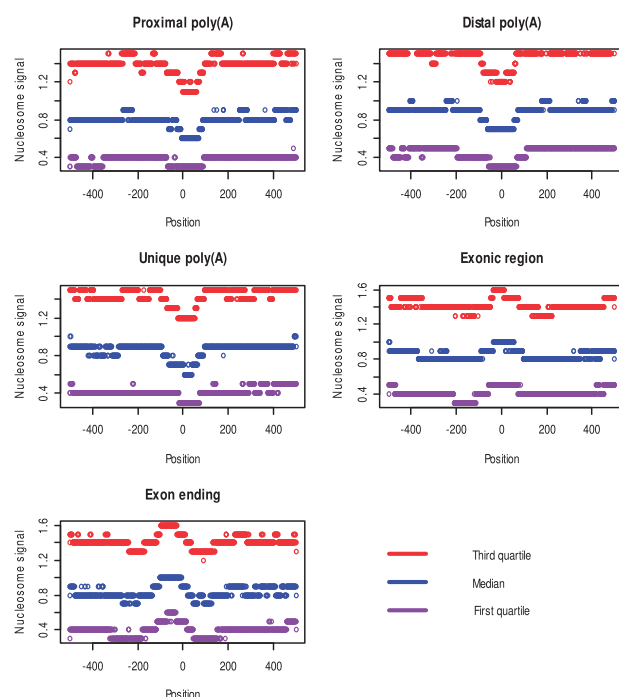 Proximal poly(A)
Nucleosome signal
1.2
0.8
0.4
-400 -200 0 200 400
Position
Distal poly(A)
Nucleosome signal
1.2
0.8
0.4
-400 -200 0 200 400
Position
Unique poly(A)
Nucleosome signal
1.2
0.8
0.4
-400 -200 0 200 400
Position
Exonic region
Nucleosome signal
1.6
1.2
0.8
0.4
-400 -200 0 200 400
Position
Exon ending
Nucleosome signal
1.6
1.2
0.8
0.4
-400 -200 0 200 400
Position
Third quartile
Median
First quartile